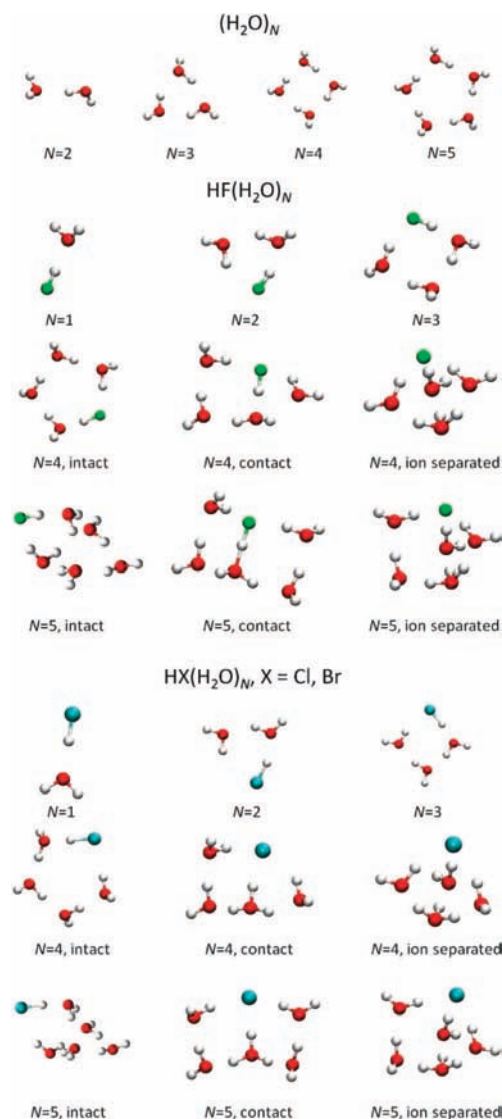 (H₂O)N
N=2 N=3 N=4 N=5
HF(H₂O)N
N=1 N=2 N=3
N=4, intact N=4, contact N=4, ion separated
N=5, intact N=5, contact N=5, ion separated
HX(H₂O)N, X = Cl, Br
N=1 N=2 N=3
N=4, intact N=4, contact N=4, ion separated
N=5, intact N=5, contact N=5, ion separated